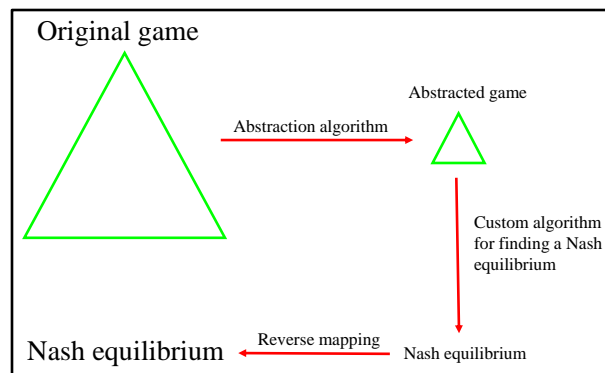 Original game
Abstracted game
Abstraction algorithm
Custom algorithm
for finding a Nash
equilibrium
Nash equilibrium
Reverse mapping
Nash equilibrium